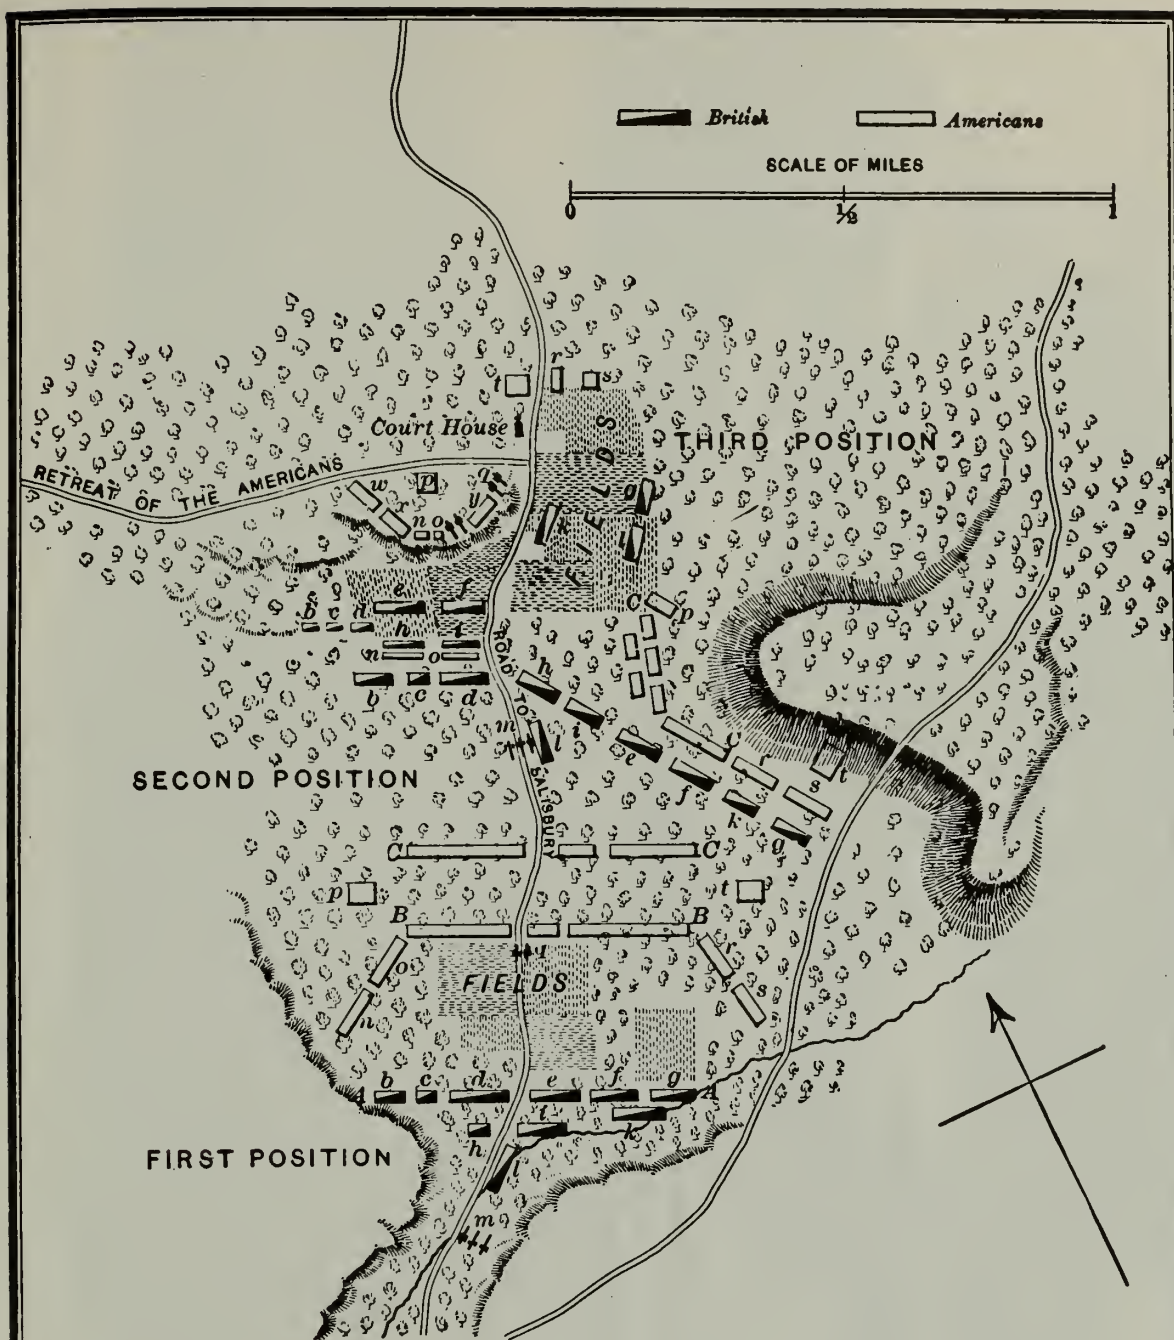 British Americans
SCALE OF MILES
0 ½ 1
t r s
Court House
FIELDS
THIRD POSITION
RETREAT OF THE AMERICANS
w p q
x n o y
k g
i
e f C p
b c d
h i
n o
b c d
h
i
ROAD TO SALISBURY
m l
e C
f r t
k s
g
SECOND POSITION
C C
p t
B B
q
o r
FIELDS
n s
A b c d e f g A
h i k
FIRST POSITION
l
m